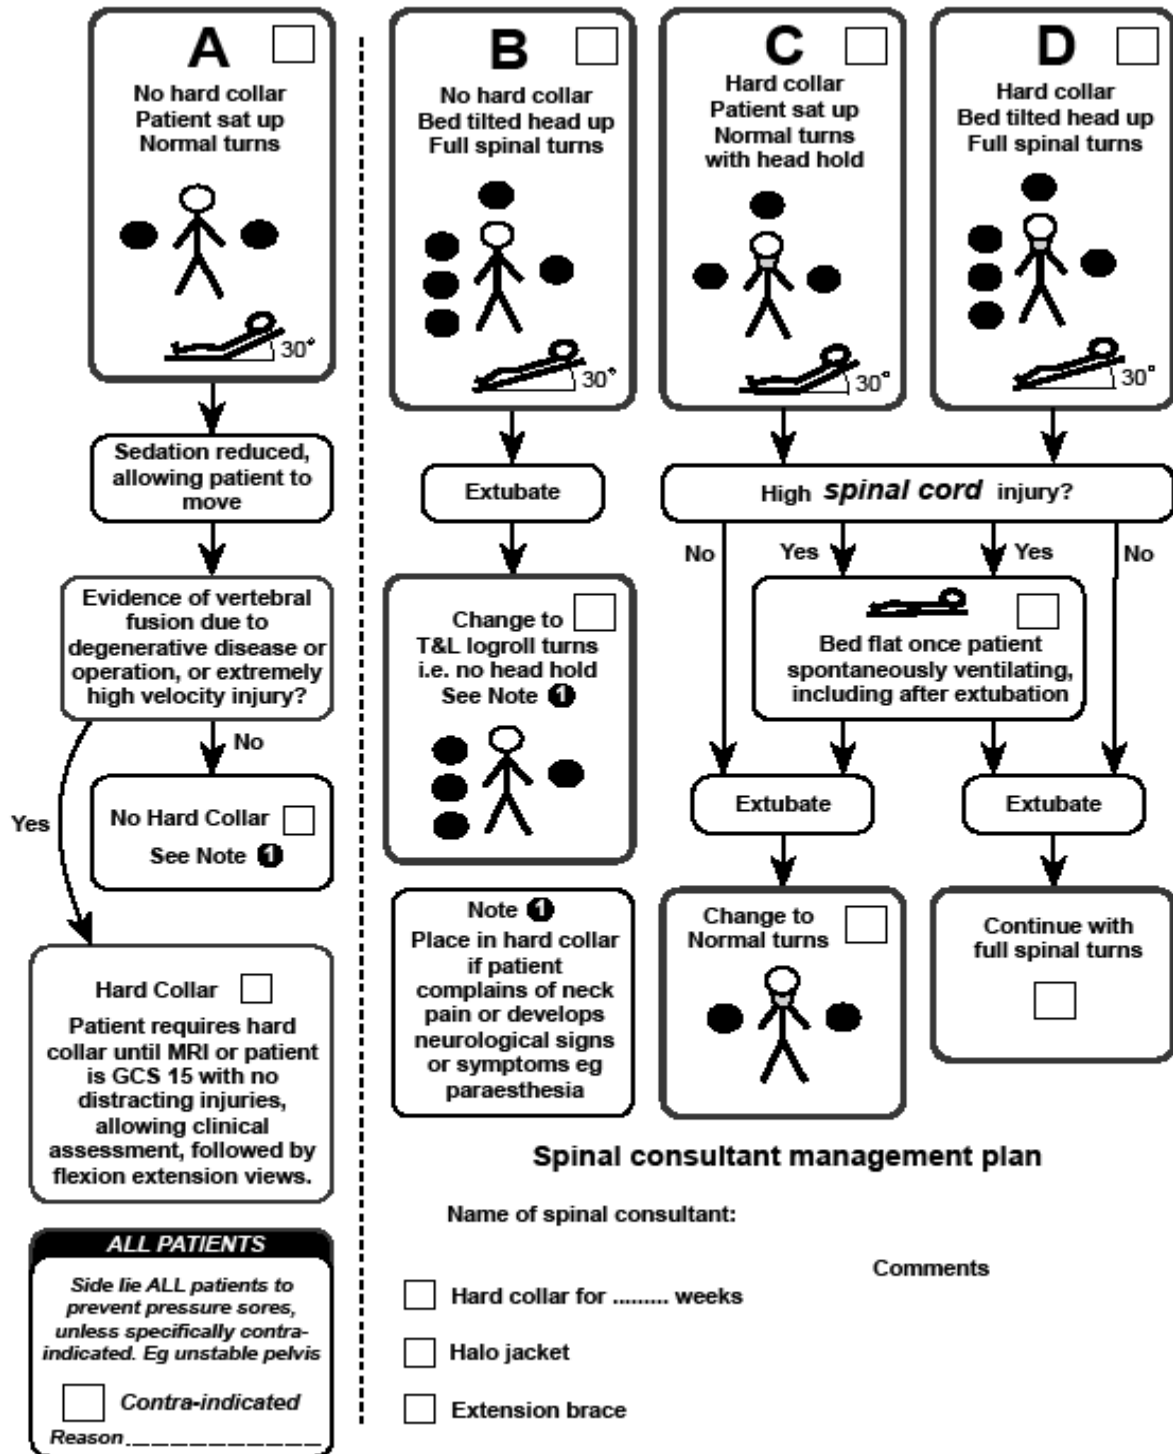 A
No hard collar
Patient sat up
Normal turns
30°
Sedation reduced,
allowing patient to
move
Evidence of vertebral
fusion due to
degenerative disease or
operation, or extremely
high velocity injury?
No
Yes
No Hard Collar
See Note 1
Hard Collar
Patient requires hard
collar until MRI or patient
is GCS 15 with no
distracting injuries,
allowing clinical
assessment, followed by
flexion extension views.
ALL PATIENTS
Side lie ALL patients to
prevent pressure sores,
unless specifically contra-
indicated. Eg unstable pelvis
Contra-indicated
Reason _ _ _ _ _ _ _ _ _ _ _ _ _
B
No hard collar
Bed tilted head up
Full spinal turns
30°
Extubate
Change to
T&L logroll turns
i.e. no head hold
See Note 1
Note 1
Place in hard collar
if patient
complains of neck
pain or develops
neurological signs
or symptoms eg
paraesthesia
C
Hard collar
Patient sat up
Normal turns
with head hold
30°
D
Hard collar
Bed tilted head up
Full spinal turns
30°
High spinal cord injury?
No
Yes
Yes
No
Bed flat once patient
spontaneously ventilating,
including after extubation
Extubate
Extubate
Change to
Normal turns
Continue with
full spinal turns
Spinal consultant management plan
Name of spinal consultant:
Comments
Hard collar for ......... weeks
Halo jacket
Extension brace